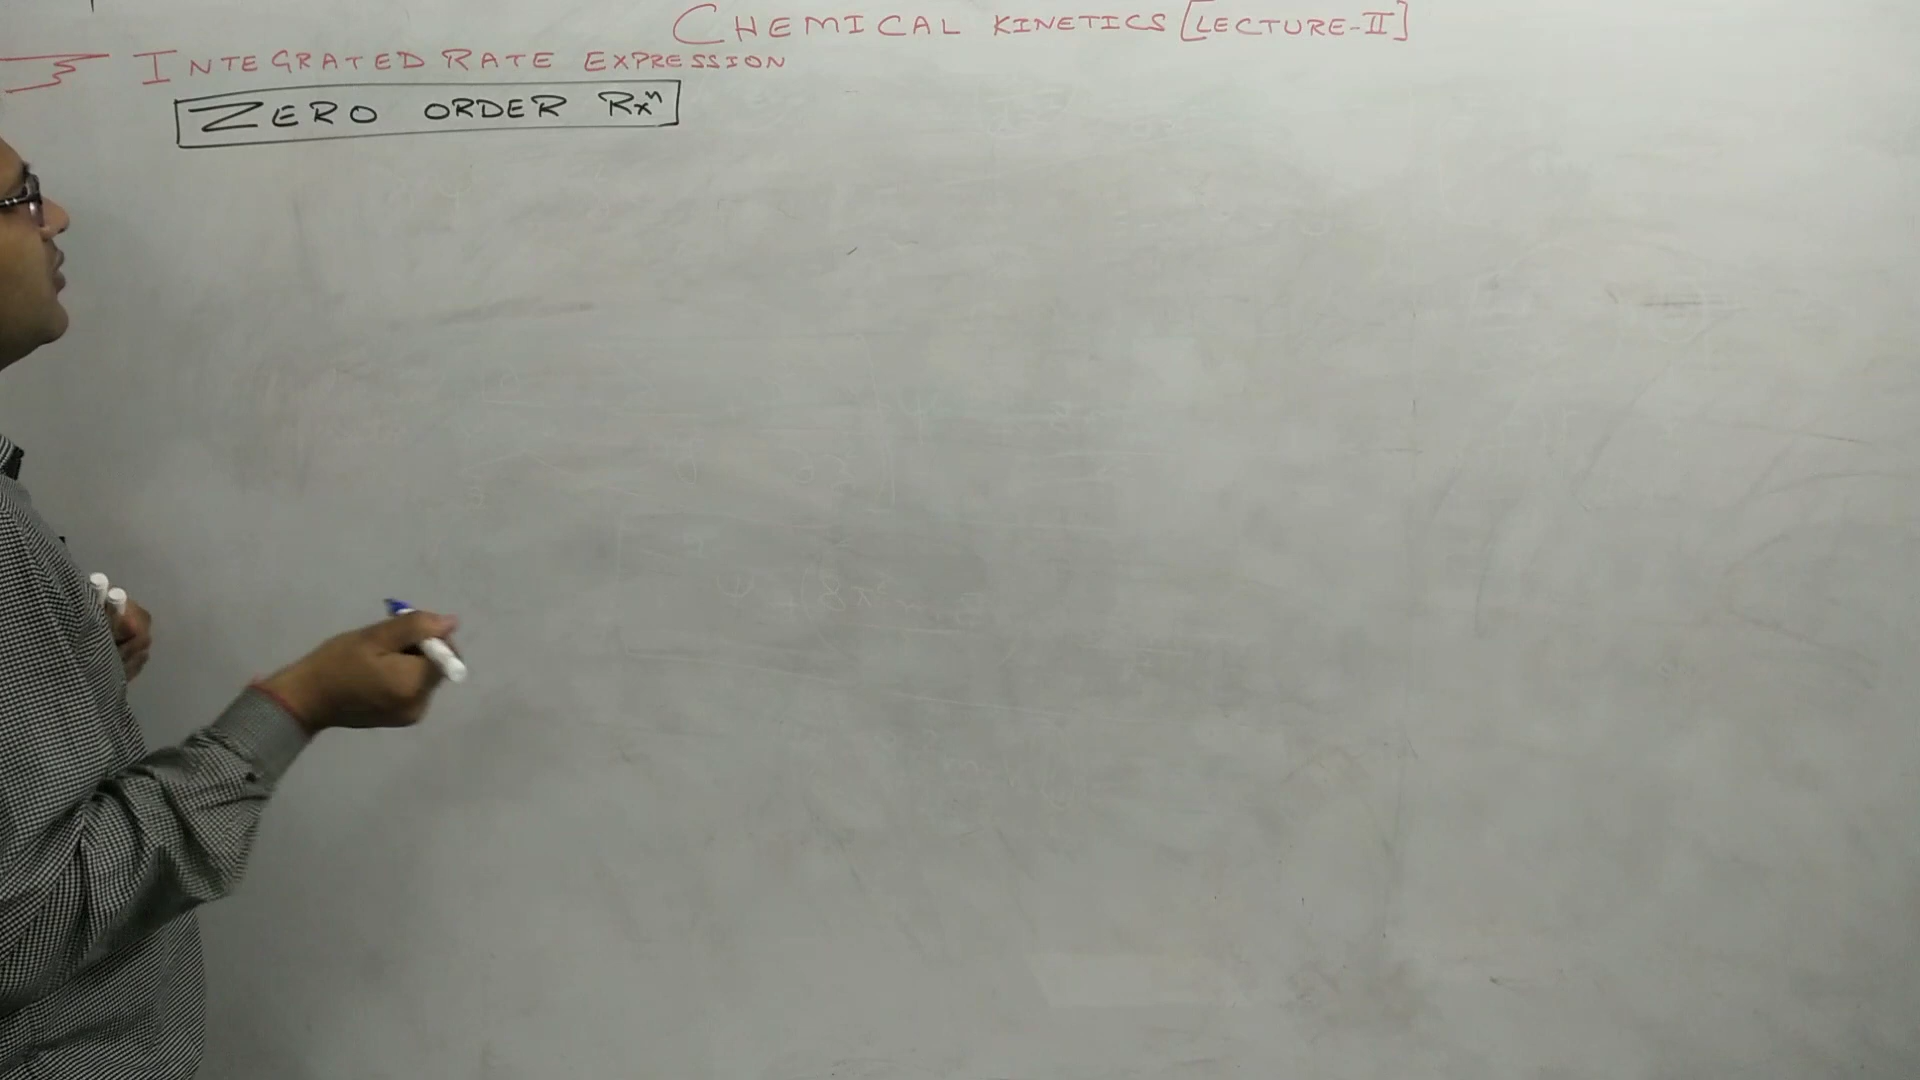 CHEMICAL KINETICS [LECTURE-II]
INTEGRATED RATE EXPRESSION
ZERO ORDER Rxⁿ